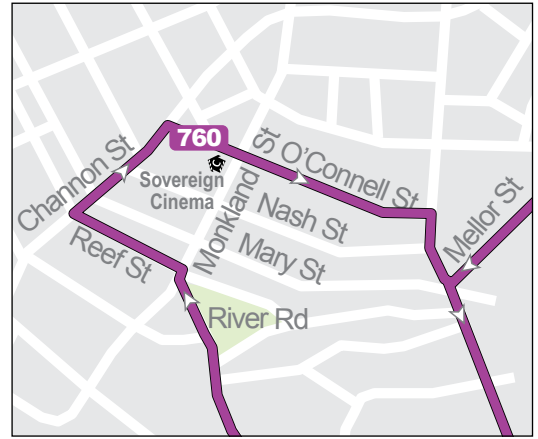 760
Channon St
Sovereign
Cinema
Monkland St
O'Connell St
Nash St
Mellor St
Reef St
Mary St
River Rd